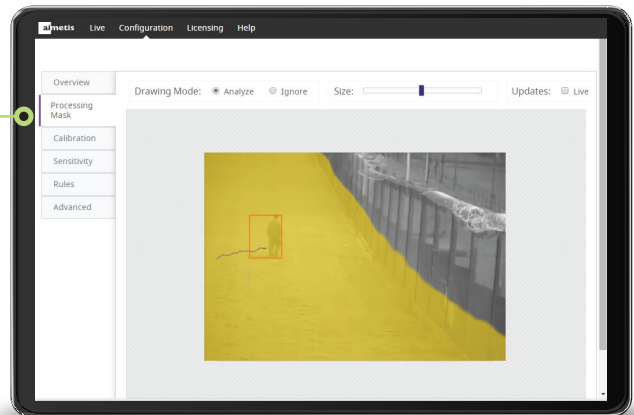 aimetis Live Configuration Licensing Help
Overview
Drawing Mode: Analyze Ignore Size: Updates: Live
Processing
Mask
Calibration
Sensitivity
Rules
Advanced